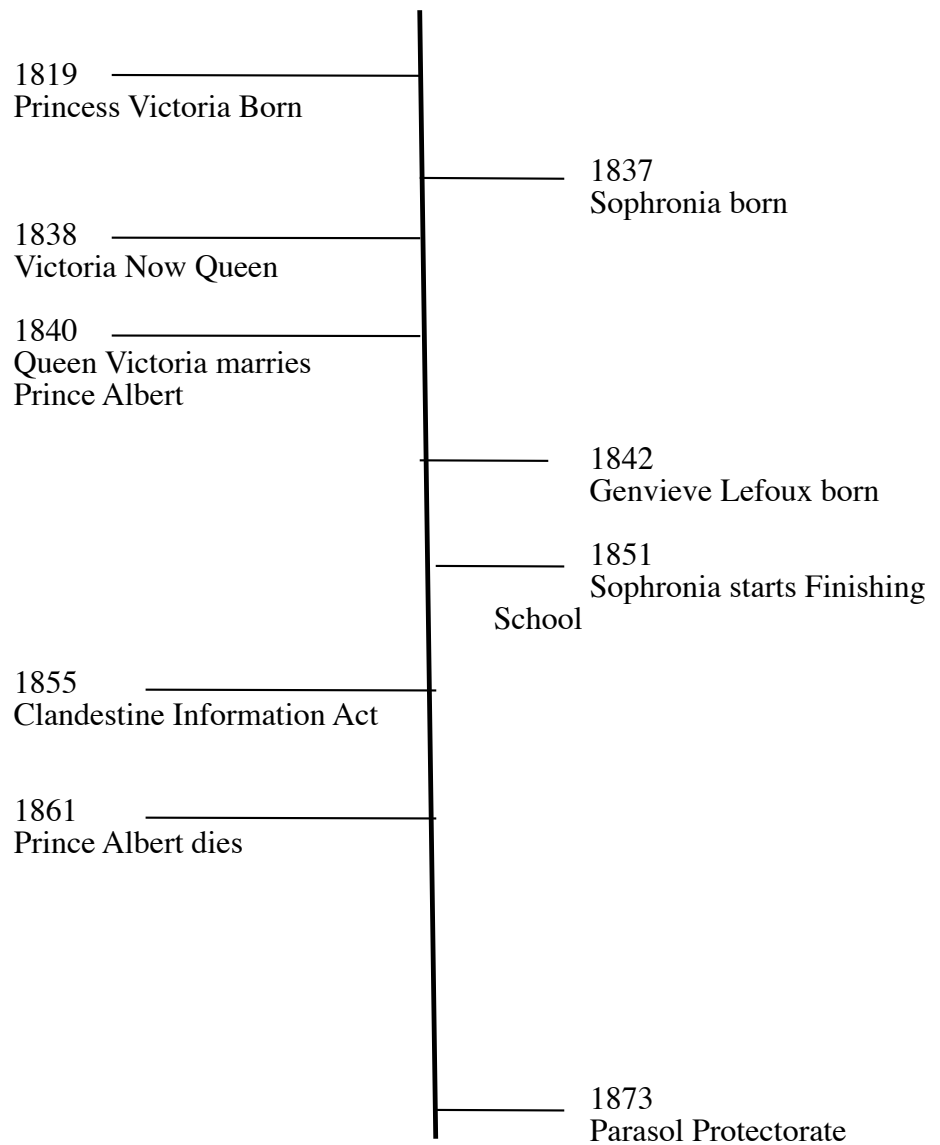 1819
Princess Victoria Born
1837
Sophronia born
1838
Victoria Now Queen
1840
Queen Victoria marries
Prince Albert
1842
Genvieve Lefoux born
1851
Sophronia starts Finishing
School
1855
Clandestine Information Act
1861
Prince Albert dies
1873
Parasol Protectorate